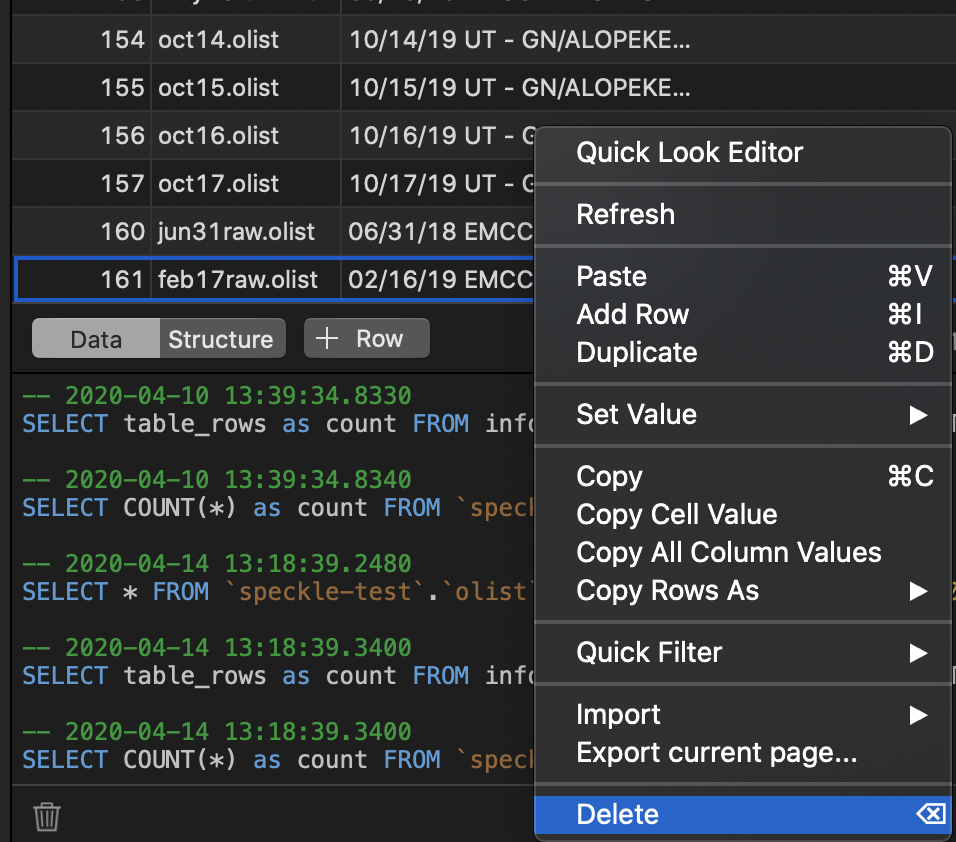 154 oct14.olist 10/14/19 UT - GN/ALOPEKE...
155 oct15.olist 10/15/19 UT - GN/ALOPEKE...
156 oct16.olist 10/16/19 UT - G
157 oct17.olist 10/17/19 UT - G
160 jun31raw.olist 06/31/18 EMCC
161 feb17raw.olist 02/16/19 EMCC
Data Structure + Row
-- 2020-04-10 13:39:34.8330
SELECT table_rows as count FROM info
-- 2020-04-10 13:39:34.8340
SELECT COUNT(*) as count FROM `speck
-- 2020-04-14 13:18:39.2480
SELECT * FROM `speckle-test`.`olist`
-- 2020-04-14 13:18:39.3400
SELECT table_rows as count FROM info
-- 2020-04-14 13:18:39.3400
SELECT COUNT(*) as count FROM `speck
Quick Look Editor
Refresh
Paste ⌘V
Add Row ⌘I
Duplicate ⌘D
Set Value ▶
Copy ⌘C
Copy Cell Value
Copy All Column Values
Copy Rows As ▶
Quick Filter ▶
Import ▶
Export current page...
Delete ⌫